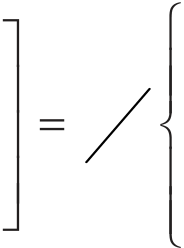 ] = / {